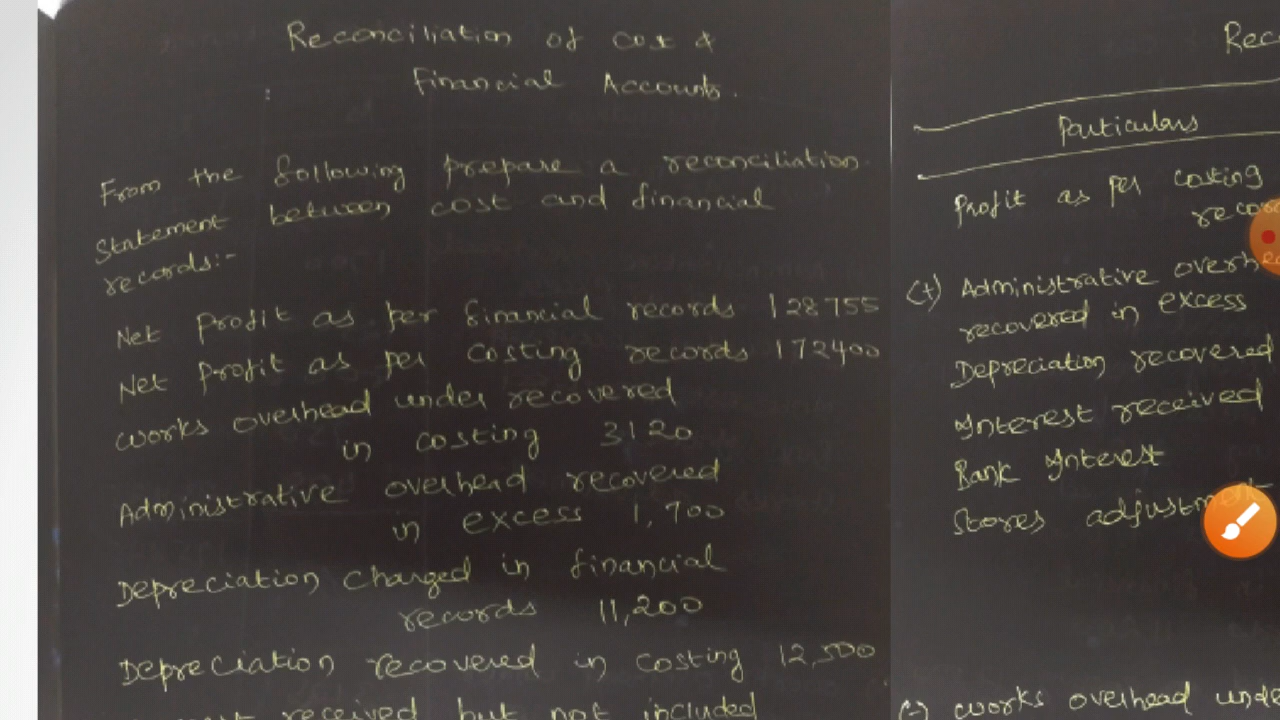 Reconciliation of cost &
Financial Accounts.
From the following prepare a reconciliation
Statement between cost and financial
records:-
Net Profit as per financial records 128755
Net Profit as per Costing records 172400
Works overhead under recovered
in costing 3120
Administrative overhead recovered
in excess 1,700
Depreciation charged in financial
records 11,200
Depreciation recovered in costing 12,500
received but not included
Rec
Particulars
Profit as per costing
recor
(+) Administrative overhe
recovered in excess
Depreciation recovered
Interest received
Bank Interest
Stores adjustment
(-) works overhead unde